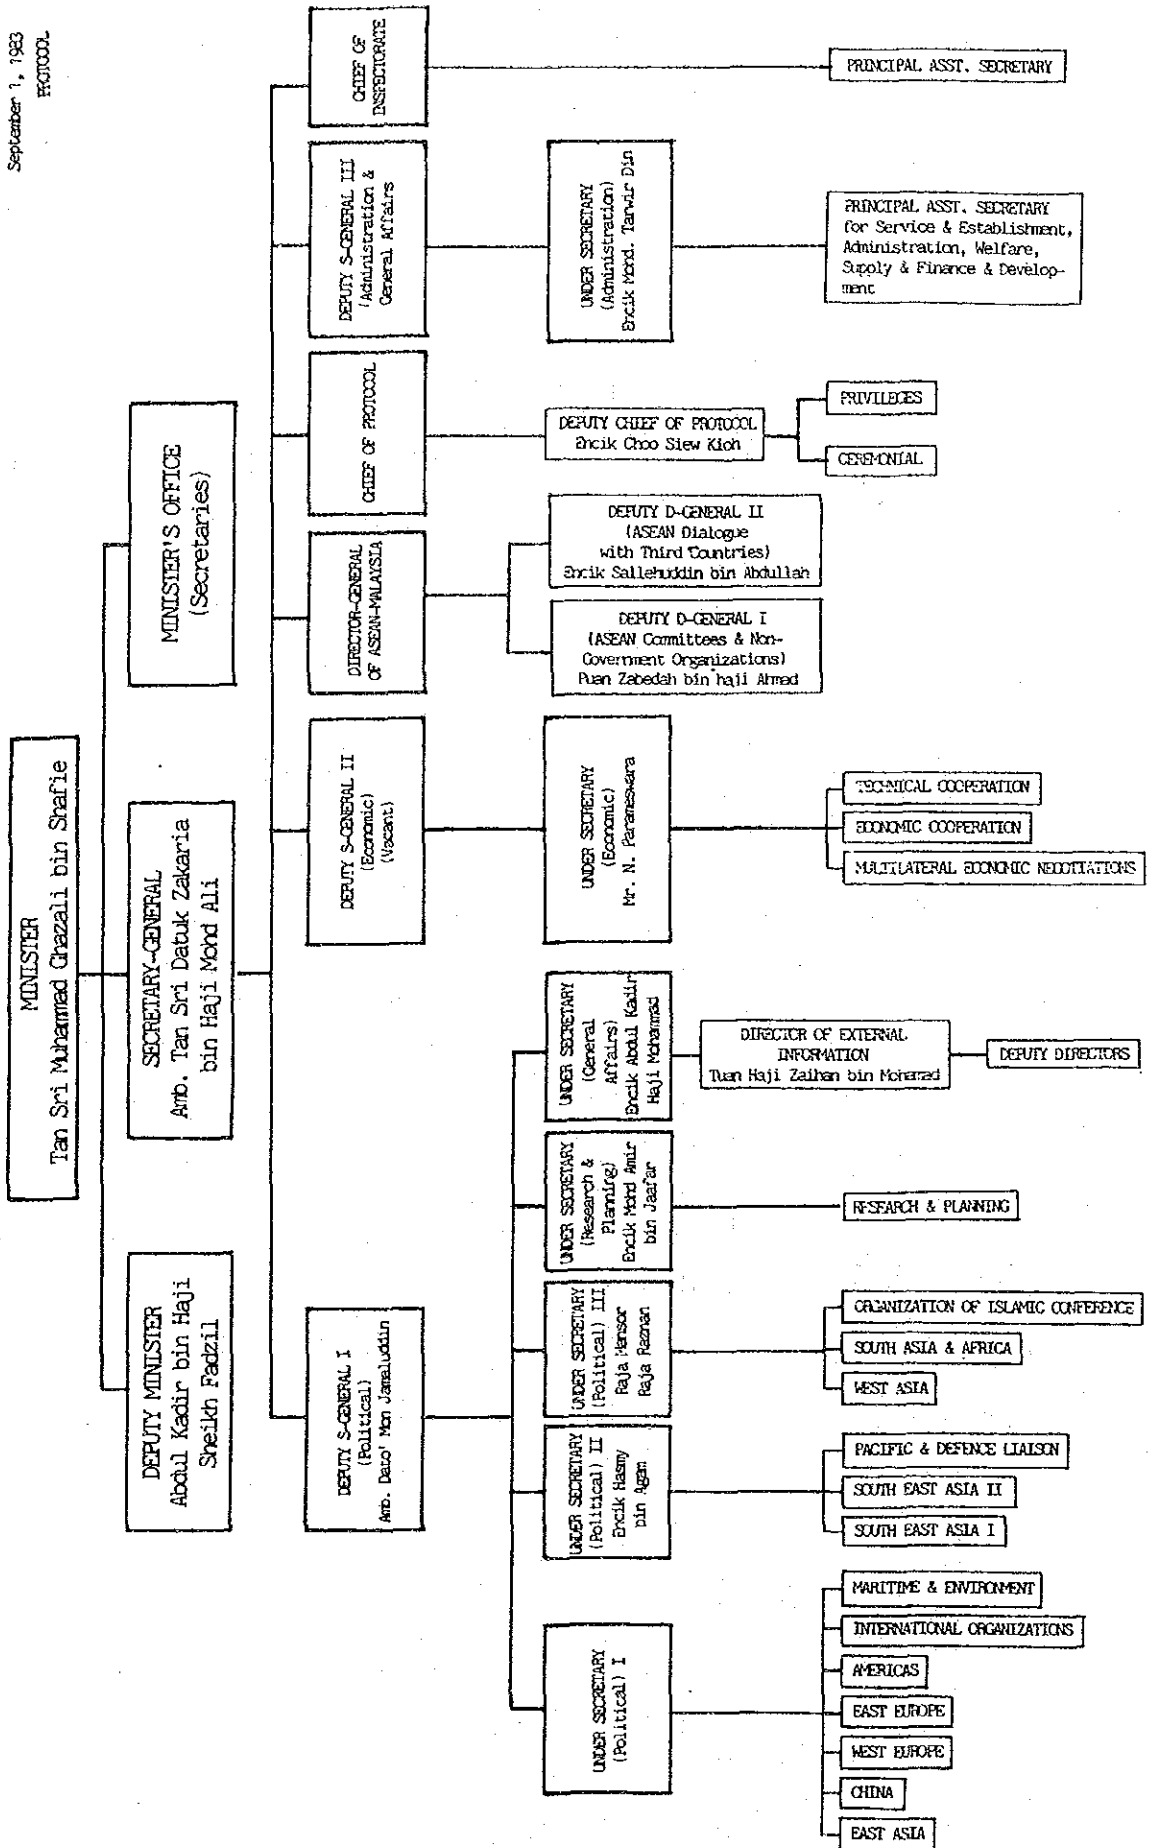 September 1, 1983
PROTOCOL
MINISTER
Tan Sri Muhammad Ghazali bin Shafie
DEPUTY MINISTER
Abdul Kadir bin Haji
Sheikh Fadzil
SECRETARY-GENERAL
Amb. Tan Sri Datuk Zakaria
bin Haji Mohd Ali
MINISTER'S OFFICE
(Secretaries)
DEPUTY S-GENERAL I
(Political)
Amb. Dato' Mon Jamaluddin
DEPUTY S-GENERAL II
(Economic)
(Vacant)
DIRECTOR-GENERAL
OF ASEAN-MALAYSIA
CHIEF OF PROTOCOL
DEPUTY S-GENERAL III
(Administration &
General Affairs
CHIEF OF
INSPECTORATE
UNDER SECRETARY
(Political) I
UNDER SECRETARY
(Political) II
Encik Hasmy
bin Agam
UNDER SECRETARY
(Political) III
Raja Mansor
Raja Raznan
UNDER SECRETARY
(Research &
Planning)
Encik Mohd Amir
bin Jaafar
UNDER SECRETARY
(General
Affairs)
Encik Abdul Kadir
Haji Mohammad
UNDER SECRETARY
(Economic)
Mr. N. Parameswara
DEPUTY D-GENERAL I
(ASEAN Committees & Non-
Government Organizations)
Puan Zabedah bin haji Ahmad
DEPUTY D-GENERAL II
(ASEAN Dialogue
with Third Countries)
Encik Sallehuddin bin Abdullah
DEPUTY CHIEF OF PROTOCOL
Encik Choo Siew Kioh
UNDER SECRETARY
(Administration)
Encik Mohd. Tanwir Din
DIRECTOR OF EXTERNAL
INFORMATION
Tuan Haji Zaihan bin Mohamad
DEPUTY DIRECTORS
EAST ASIA
CHINA
WEST EUROPE
EAST EUROPE
AMERICAS
INTERNATIONAL ORGANIZATIONS
MARITIME & ENVIRONMENT
SOUTH EAST ASIA I
SOUTH EAST ASIA II
PACIFIC & DEFENCE LIAISON
WEST ASIA
SOUTH ASIA & AFRICA
ORGANIZATION OF ISLAMIC CONFERENCE
RESEARCH & PLANNING
MULTILATERAL ECONOMIC NEGOTIATIONS
ECONOMIC COOPERATION
TECHNICAL COOPERATION
CEREMONIAL
PRIVILEGES
PRINCIPAL ASST. SECRETARY
for Service & Establishment,
Administration, Welfare,
Supply & Finance & Develop-
ment
PRINCIPAL ASST. SECRETARY